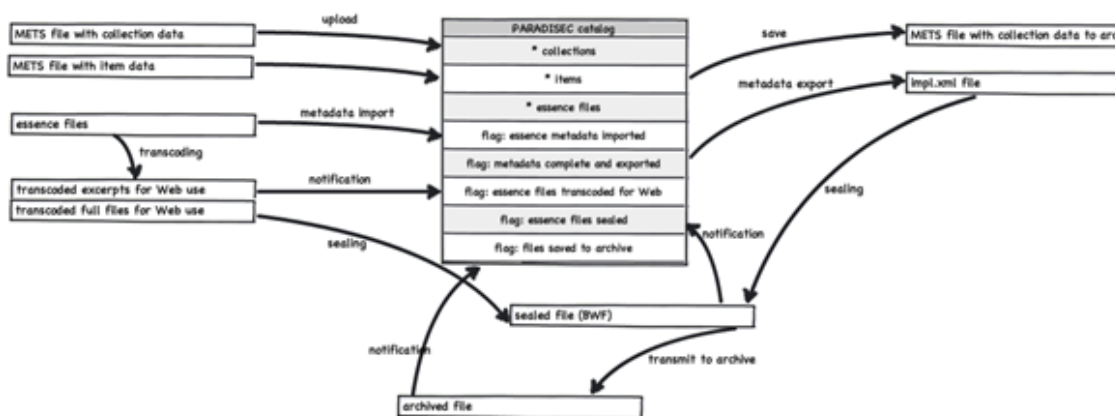 upload
METS file with collection data
METS file with item data
metadata import
essence files
transcoding
notification
transcoded excerpts for Web use
transcoded full files for Web use
sealing
PARADISEC catalog
* collections
* items
* essence files
flag: essence metadata imported
flag: metadata complete and exported
flag: essence files transcoded for Web
flag: essence files sealed
flag: files saved to archive
save
METS file with collection data to arc
metadata export
impl.xml file
sealing
notification
sealed file (BWF)
notification
transmit to archive
archived file